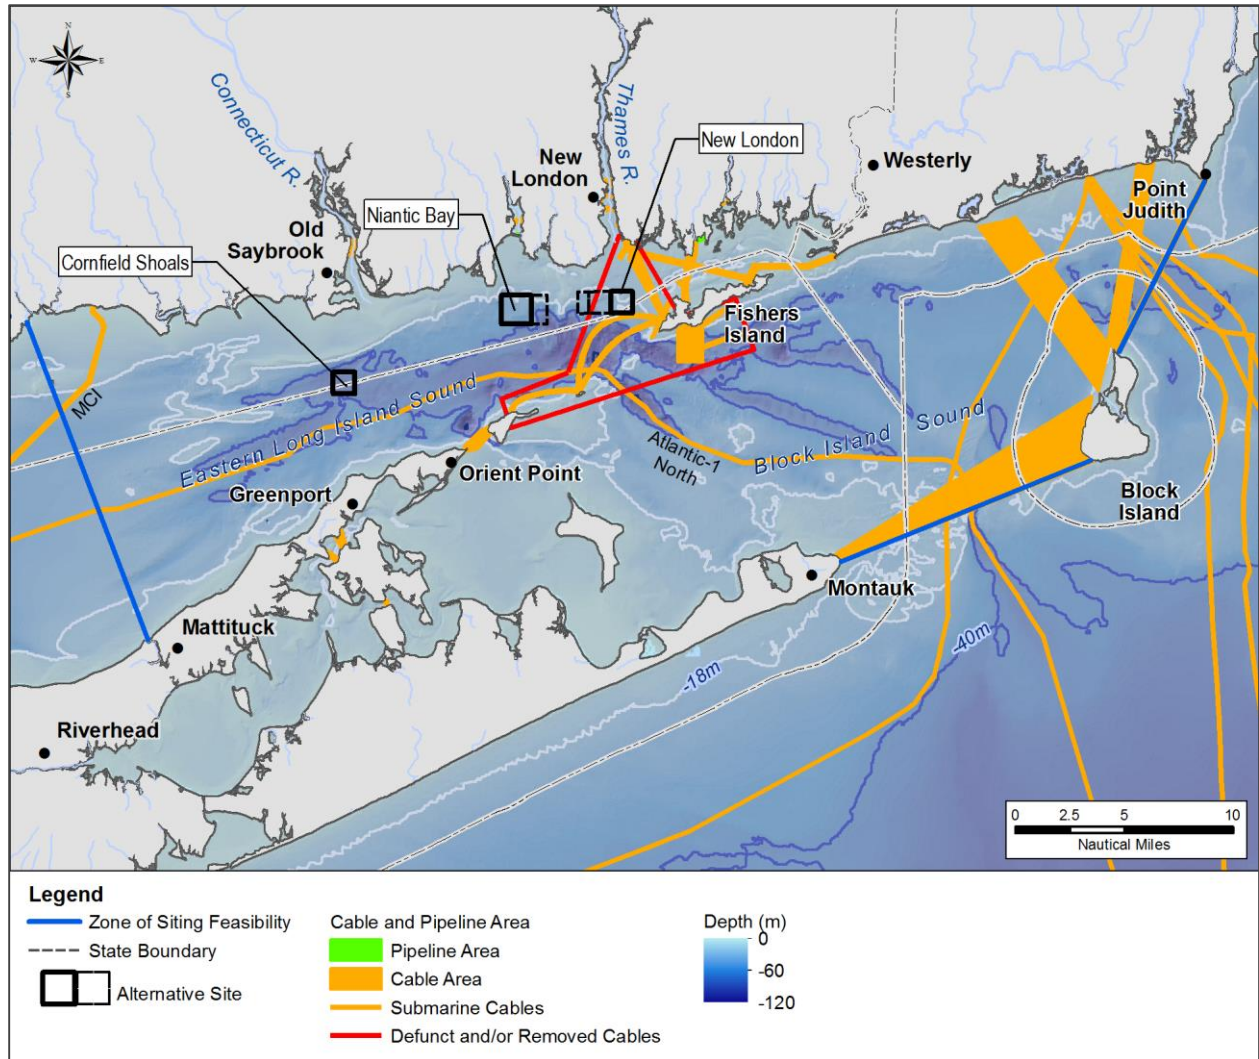 N
W
E
S
Connecticut R.
Thames R.
New London
New
London
Westerly
Niantic Bay
Old
Saybrook
Point
Judith
Cornfield Shoals
Fishers
Island
MCI
Eastern Long Island Sound
Atlantic-1
North
Block Island Sound
Orient Point
Greenport
Block
Island
Montauk
Mattituck
-40m
-18m
Riverhead
0 2.5 5 10
Nautical Miles
Legend
Zone of Siting Feasibility
State Boundary
Alternative Site
Cable and Pipeline Area
Pipeline Area
Cable Area
Submarine Cables
Defunct and/or Removed Cables
Depth (m)
0
-60
-120